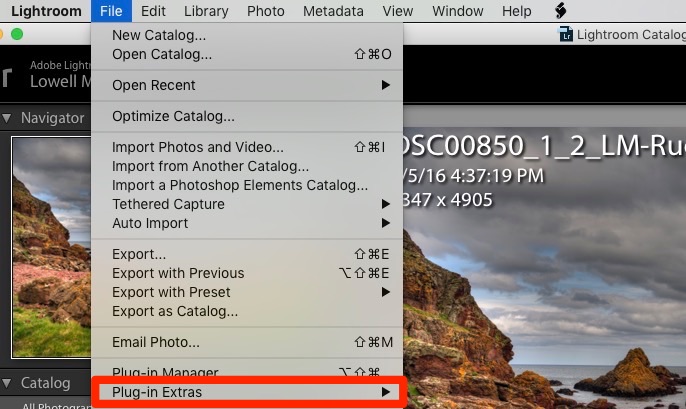 Lightroom File Edit Library Photo Metadata View Window Help
Lightroom Catalog
Adobe Lightr
Lowell M
Navigator
New Catalog...
Open Catalog... ⇧⌘O
Open Recent ▶
Optimize Catalog...
Import Photos and Video... ⇧⌘I
Import from Another Catalog...
Import a Photoshop Elements Catalog...
Tethered Capture ▶
Auto Import ▶
Export... ⇧⌘E
Export with Previous ⌥⇧⌘E
Export with Preset ▶
Export as Catalog...
Email Photo... ⇧⌘M
Plug-in Manager... ⌥⇧⌘,
Plug-in Extras ▶
DSC00850_1_2_LM-Rue
/5/16 4:37:19 PM
347 x 4905
Catalog
All Photogra